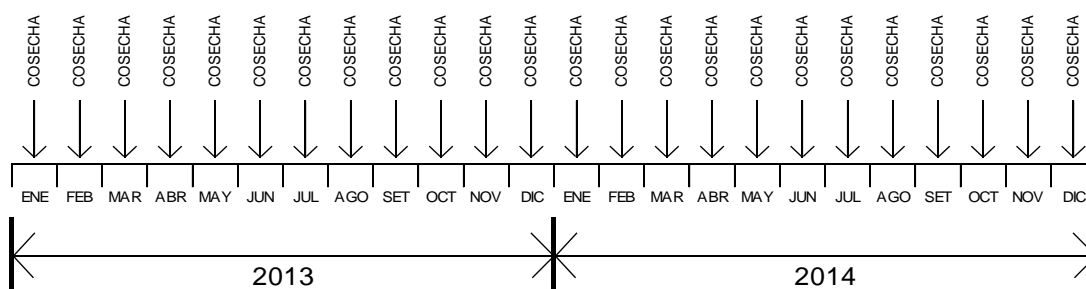 COSECHA COSECHA COSECHA COSECHA COSECHA COSECHA COSECHA COSECHA COSECHA COSECHA COSECHA COSECHA COSECHA COSECHA COSECHA COSECHA COSECHA COSECHA COSECHA COSECHA COSECHA COSECHA COSECHA COSECHA
ENE FEB MAR ABR MAY JUN JUL AGO SET OCT NOV DIC ENE FEB MAR ABR MAY JUN JUL AGO SET OCT NOV DIC
2013 2014